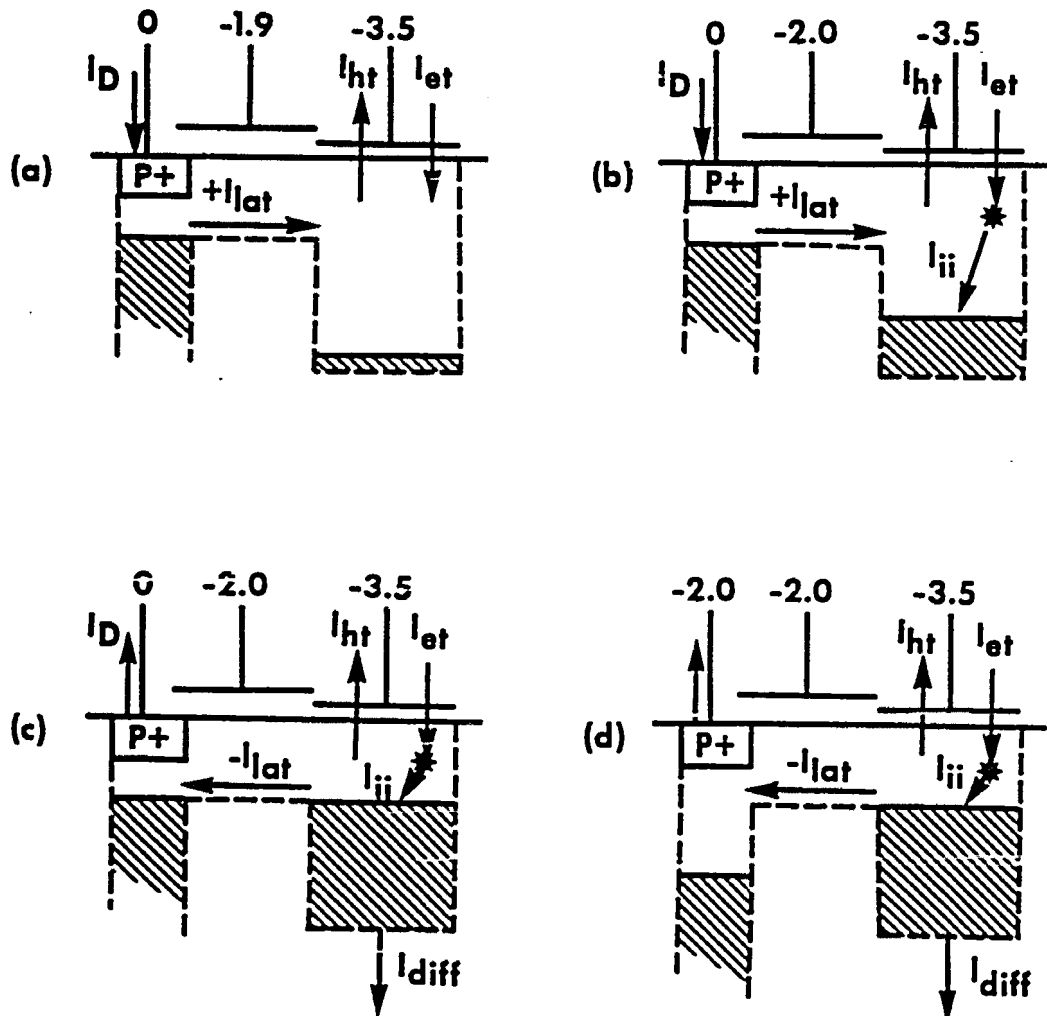 0 -1.9 -3.5
I_D I_ht I_et
(a)
P+
+I_lat
0 -2.0 -3.5
I_D I_ht I_et
(b)
P+
+I_lat
I_ii
0 -2.0 -3.5
I_D I_ht I_et
(c)
P+
-I_lat I_ii
I_diff
-2.0 -2.0 -3.5
I_ht I_et
(d)
P+
-I_lat I_ii
I_diff